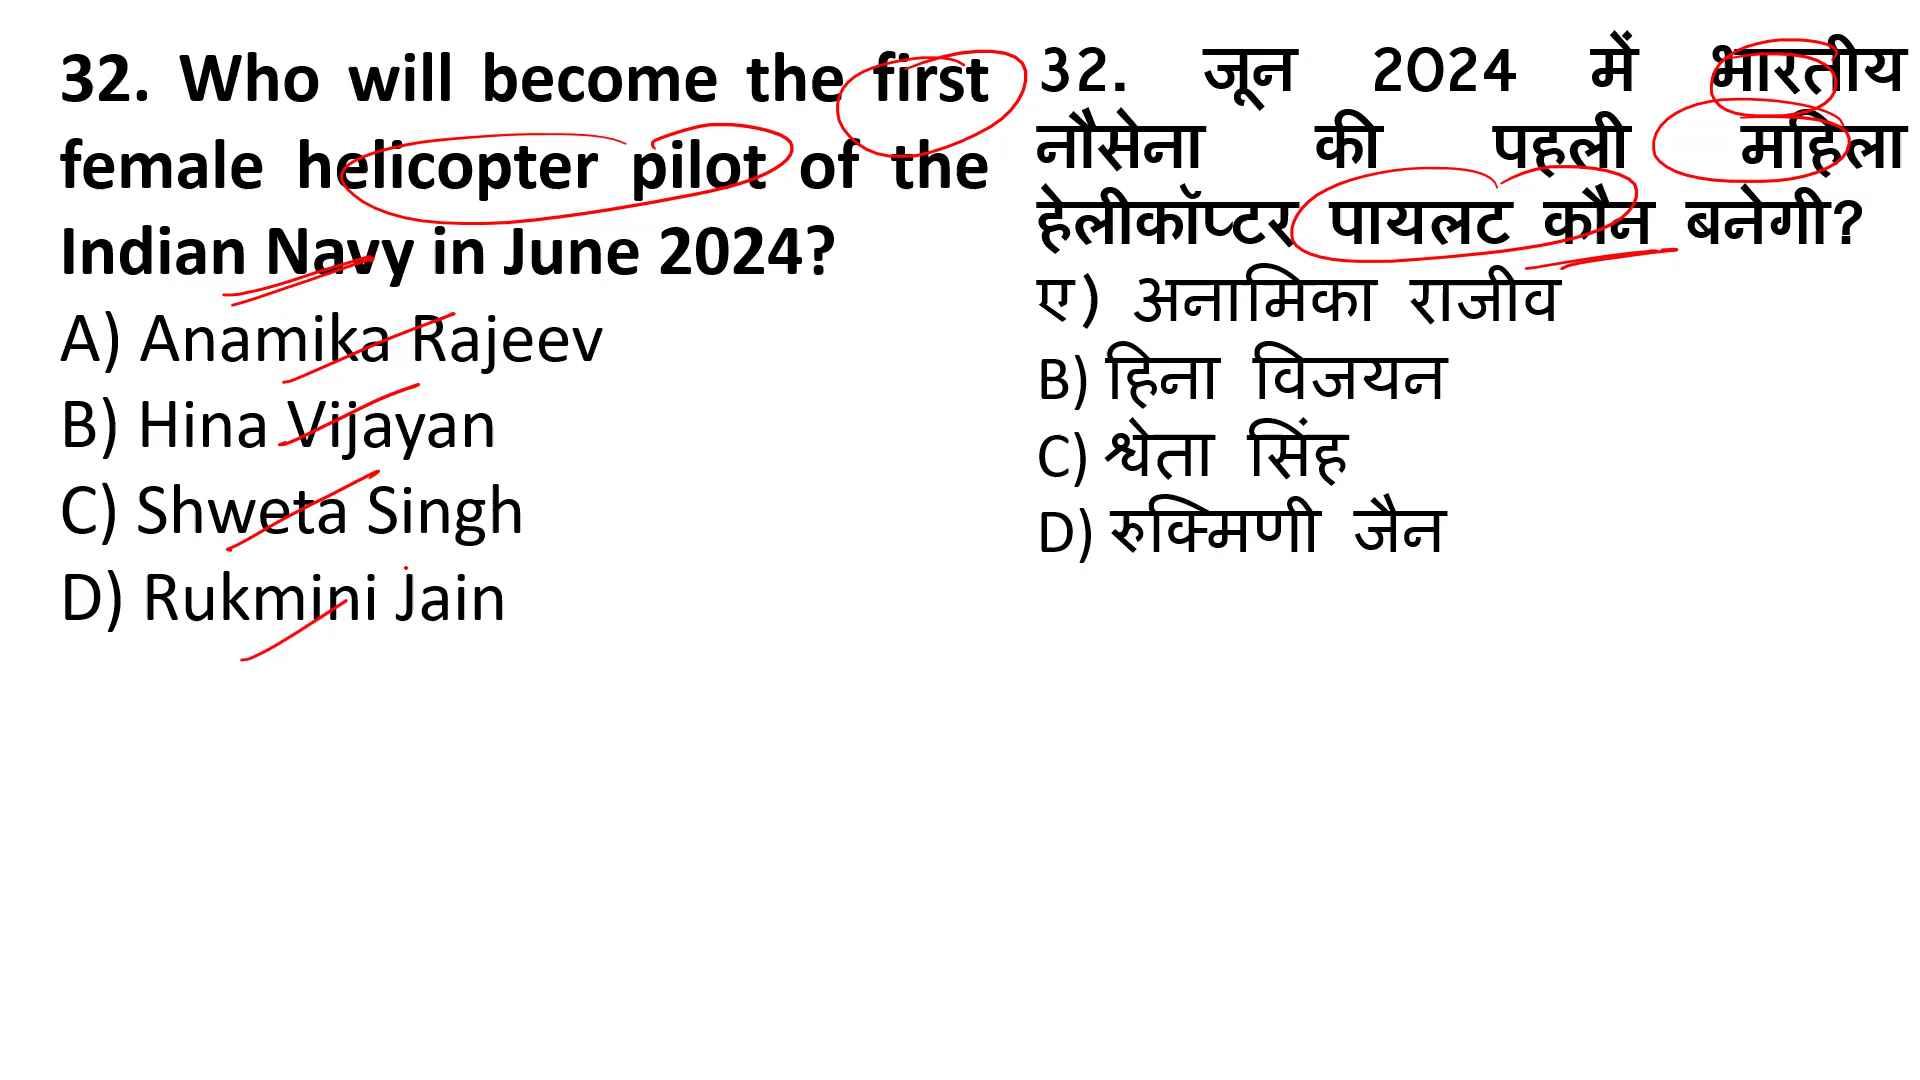 32. Who will become the first
female helicopter pilot of the
Indian Navy in June 2024?
A) Anamika Rajeev
B) Hina Vijayan
C) Shweta Singh
D) Rukmini Jain
32. जून 2024 में भारतीय
नौसेना की पहली महिला
हेलीकॉप्टर पायलट कौन बनेगी?
ए) अनामिका राजीव
B) हिना विजयन
C) श्वेता सिंह
D) रुक्मिणी जैन